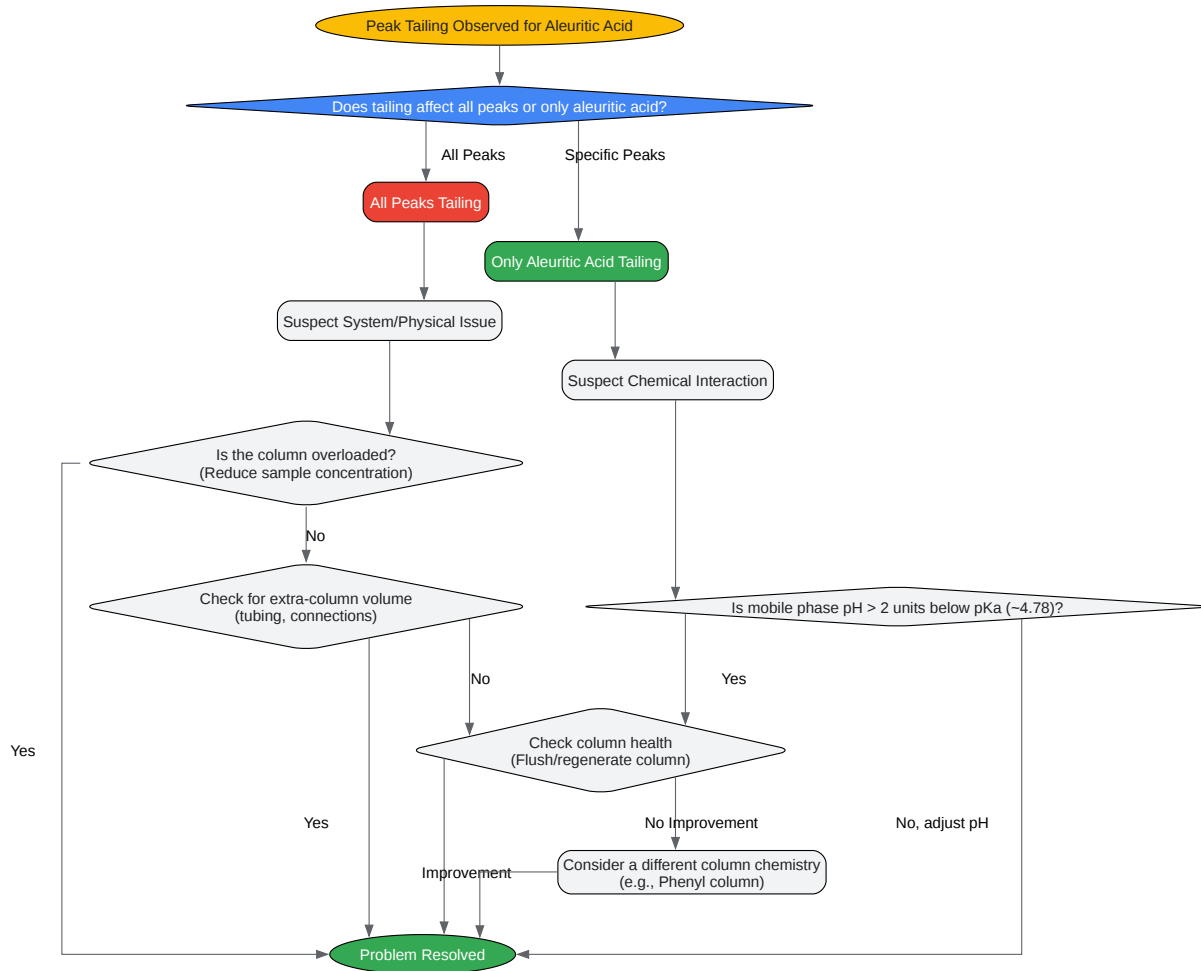 Peak Tailing Observed for Aleuritic Acid
Does tailing affect all peaks or only aleuritic acid?
All Peaks
Specific Peaks
All Peaks Tailing
Only Aleuritic Acid Tailing
Suspect System/Physical Issue
Suspect Chemical Interaction
Is the column overloaded?
(Reduce sample concentration)
No
Check for extra-column volume
(tubing, connections)
Is mobile phase pH > 2 units below pKa (~4.78)?
No
Yes
Check column health
(Flush/regenerate column)
Yes
Yes
No Improvement
No, adjust pH
Improvement
Consider a different column chemistry
(e.g., Phenyl column)
Problem Resolved